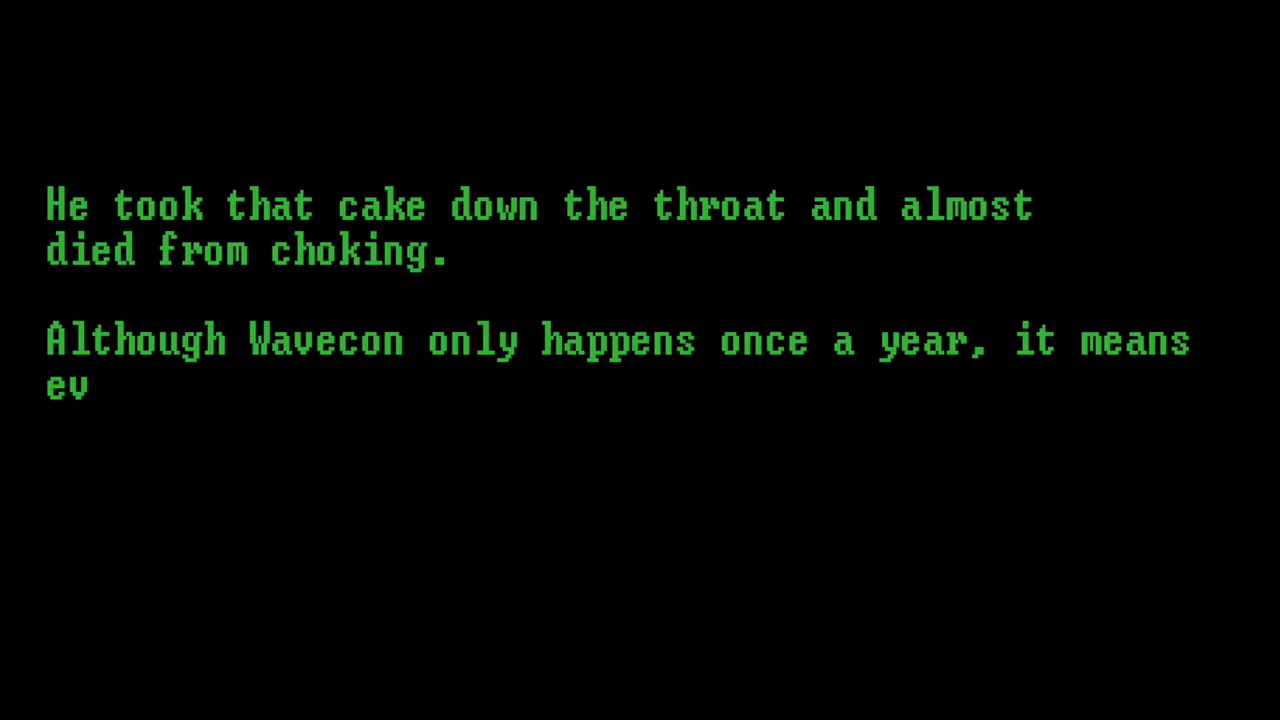 He took that cake down the throat and almost
died from choking.
Although Wavecon only happens once a year, it means
ev